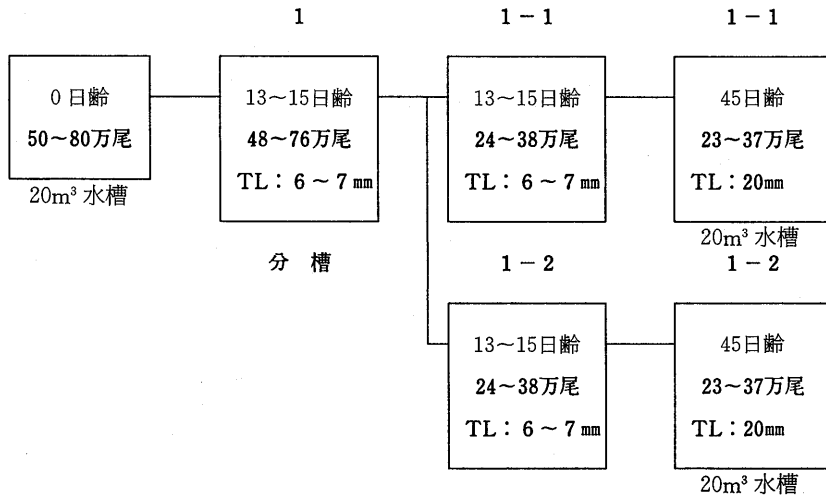 1
1-1
1-1
0日齢
50~80万尾
20m³ 水槽
13~15日齢
48~76万尾
TL: 6~7㎜
分 槽
13~15日齢
24~38万尾
TL: 6~7㎜
45日齢
23~37万尾
TL:20㎜
20m³ 水槽
1-2
1-2
13~15日齢
24~38万尾
TL: 6~7㎜
45日齢
23~37万尾
TL:20㎜
20m³ 水槽